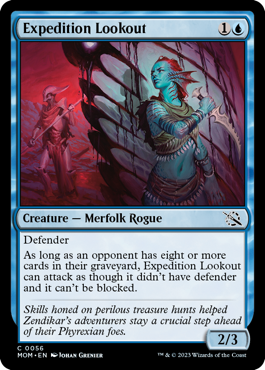 Expedition Lookout 1
Creature — Merfolk Rogue
Defender
As long as an opponent has eight or more
cards in their graveyard, Expedition Lookout
can attack as though it didn't have defender
and it can't be blocked.
Skills honed on perilous treasure hunts helped
Zendikar's adventurers stay a crucial step ahead
of their Phyrexian foes.
2/3
C 0056
MOM • EN Johan Grenier ™ & © 2023 Wizards of the Coast